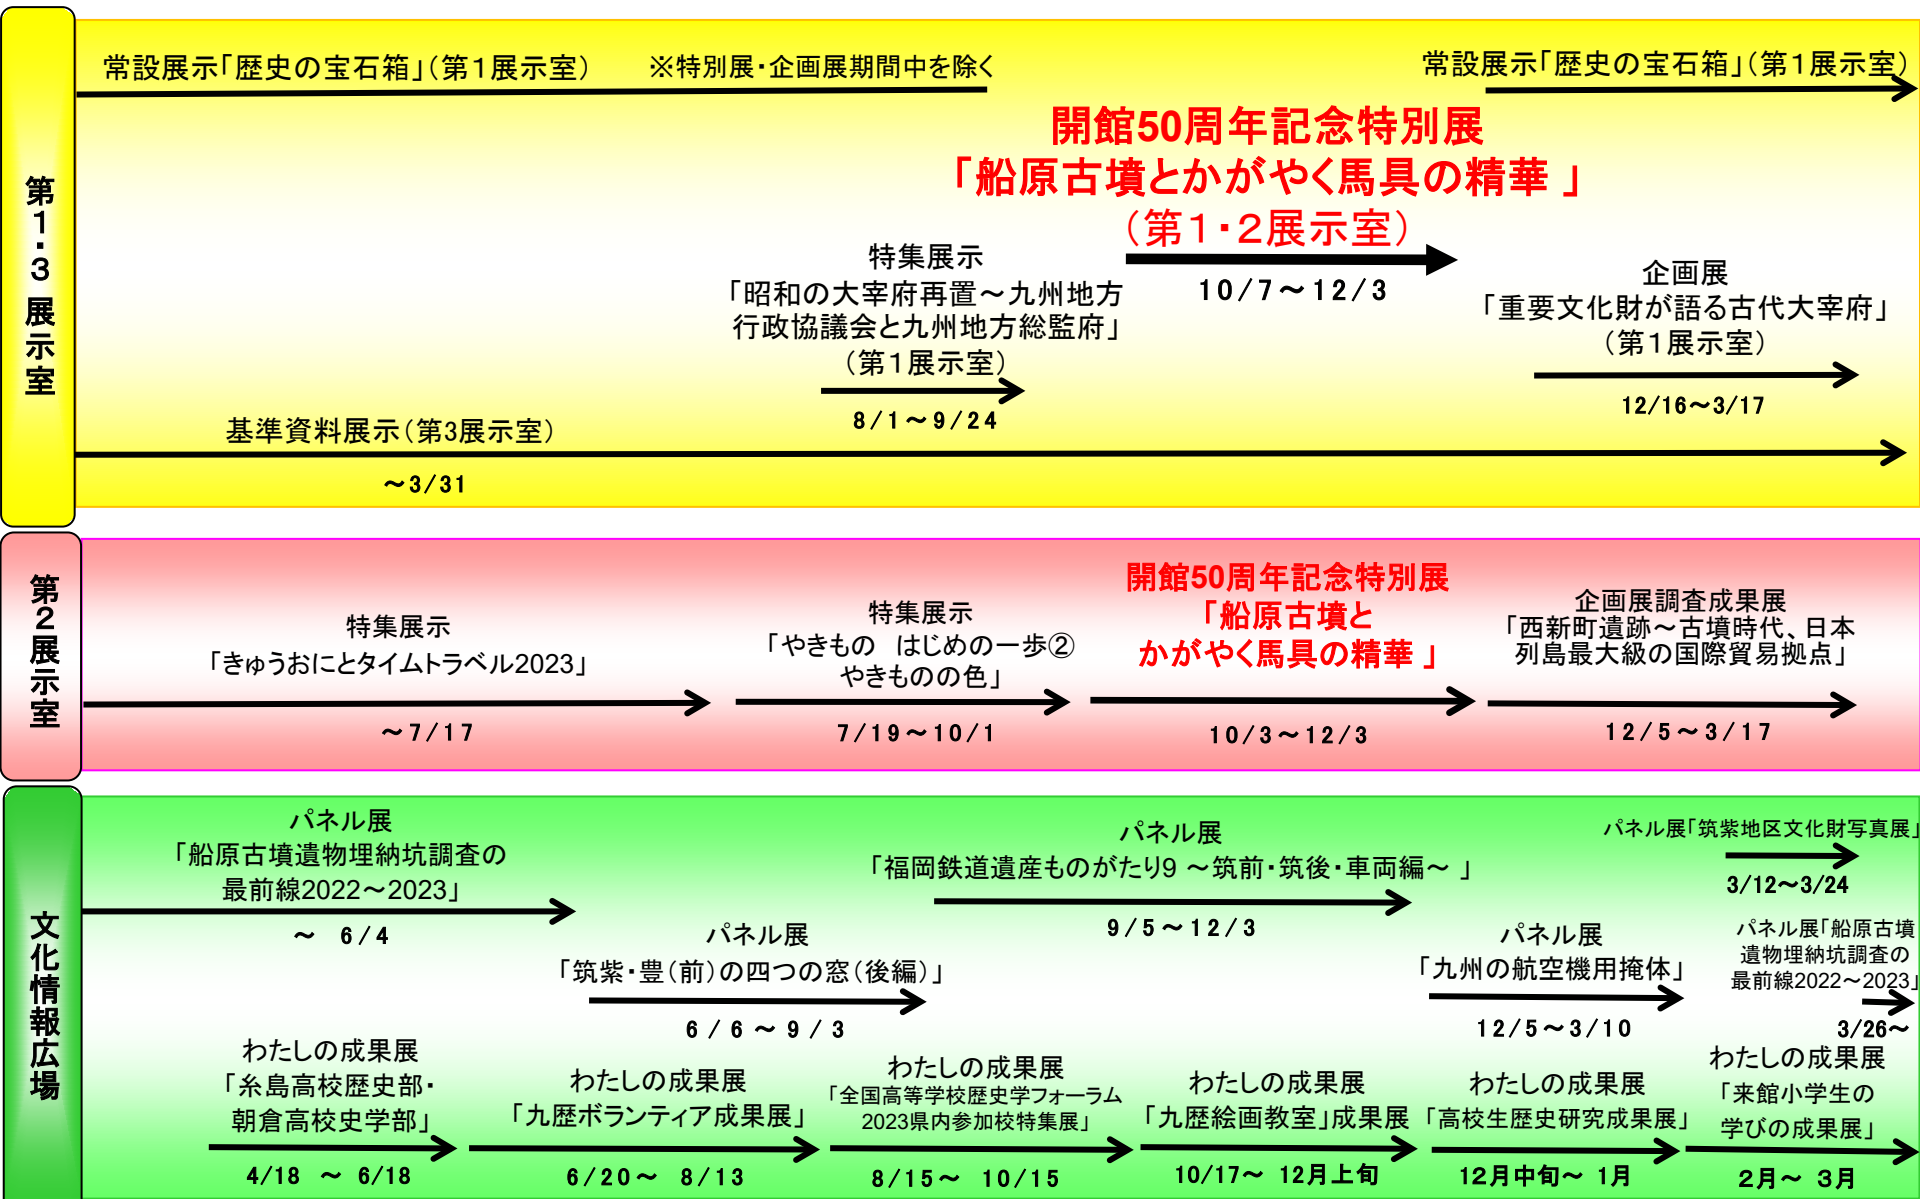 第1・3展示室
常設展示「歴史の宝石箱」(第1展示室)　※特別展・企画展期間中を除く
常設展示「歴史の宝石箱」(第1展示室)
開館50周年記念特別展
「船原古墳とかがやく馬具の精華 」
(第1・2展示室)
10/7～12/3
特集展示
「昭和の大宰府再置～九州地方
行政協議会と九州地方総監府」
(第1展示室)
8/1～9/24
企画展
「重要文化財が語る古代大宰府」
(第1展示室)
12/16～3/17
基準資料展示(第3展示室)
～3/31
第2展示室
特集展示
「きゅうおにとタイムトラベル2023」
～7/17
特集展示
「やきもの　はじめの一歩②
やきものの色」
7/19～10/1
開館50周年記念特別展
「船原古墳と
かがやく馬具の精華 」
10/3～12/3
企画展調査成果展
「西新町遺跡～古墳時代、日本
列島最大級の国際貿易拠点」
12/5～3/17
文化情報広場
パネル展
「船原古墳遺物埋納坑調査の
最前線2022～2023」
～　6/4
パネル展
「筑紫・豊(前)の四つの窓(後編)」
6/6～9/3
パネル展
「福岡鉄道遺産ものがたり9 ～筑前・筑後・車両編～ 」
9/5～12/3
パネル展
「九州の航空機用掩体」
12/5～3/10
パネル展「筑紫地区文化財写真展」
3/12～3/24
パネル展「船原古墳
遺物埋納坑調査の
最前線2022～2023」
3/26～
わたしの成果展
「糸島高校歴史部・
朝倉高校史学部」
4/18 ～ 6/18
わたしの成果展
「九歴ボランティア成果展」
6/20～ 8/13
わたしの成果展
「全国高等学校歴史学フォーラム
2023県内参加校特集展」
8/15～ 10/15
わたしの成果展
「九歴絵画教室」成果展
10/17～ 12月上旬
わたしの成果展
「高校生歴史研究成果展」
12月中旬～ 1月
わたしの成果展
「来館小学生の
学びの成果展」
2月～ 3月